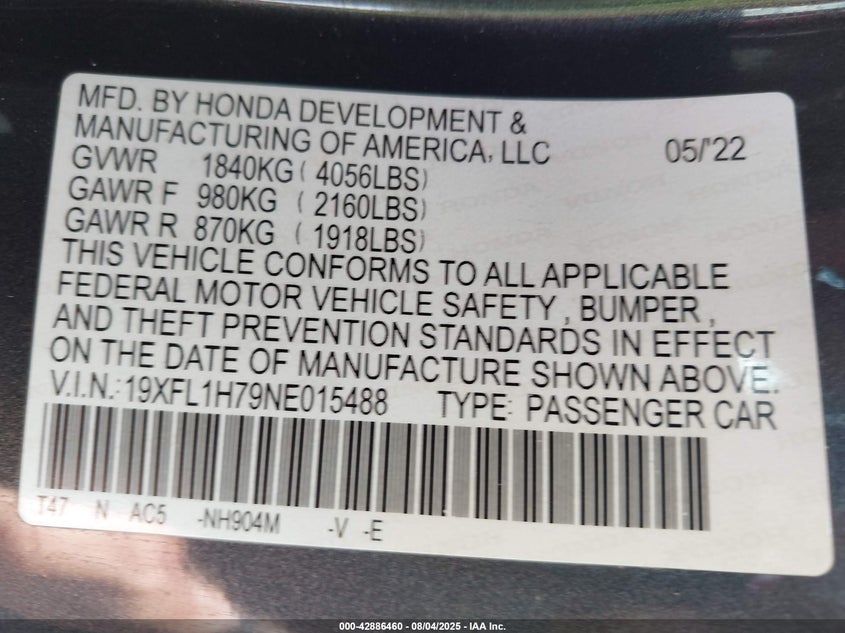 MFD. BY HONDA DEVELOPMENT &
MANUFACTURING OF AMERICA, LLC 05/'22
GVWR 1840KG ( 4056LBS)
GAWR F 980KG ( 2160LBS)
GAWR R 870KG ( 1918LBS)
THIS VEHICLE CONFORMS TO ALL APPLICABLE
FEDERAL MOTOR VEHICLE SAFETY , BUMPER ,
AND THEFT PREVENTION STANDARDS IN EFFECT
ON THE DATE OF MANUFACTURE SHOWN ABOVE.
V.I.N.: 19XFL1H79NE015488 TYPE: PASSENGER CAR
T47 N AC5 -NH904M -V -E
000-42886460 - 08/04/2025 - IAA Inc.